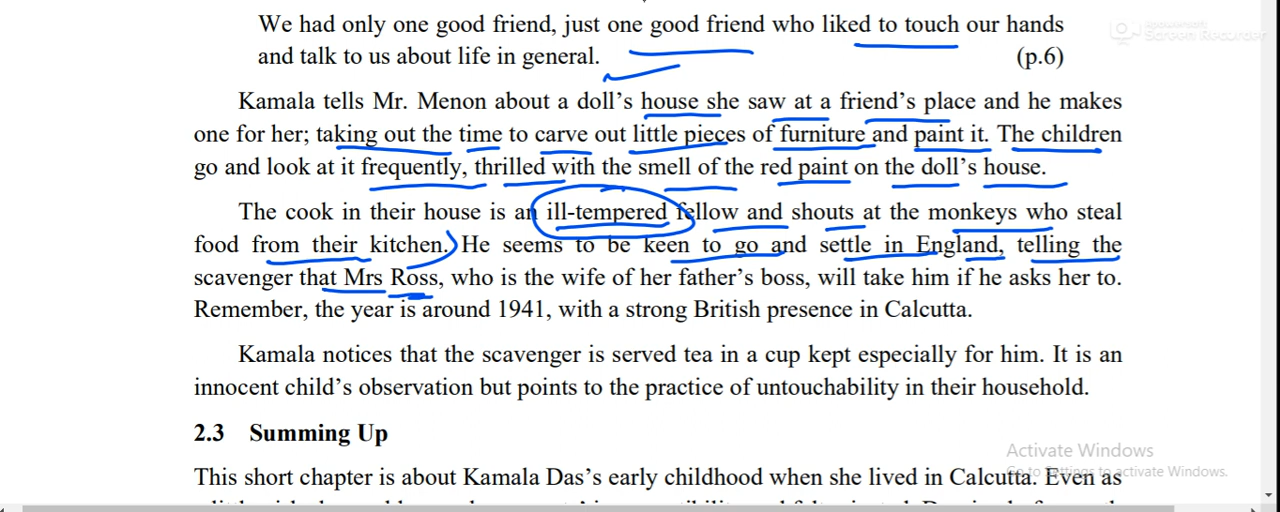 We had only one good friend, just one good friend who liked to touch our hands
and talk to us about life in general. (p.6)
Kamala tells Mr. Menon about a doll's house she saw at a friend's place and he makes
one for her; taking out the time to carve out little pieces of furniture and paint it. The children
go and look at it frequently, thrilled with the smell of the red paint on the doll's house.
The cook in their house is an ill-tempered fellow and shouts at the monkeys who steal
food from their kitchen. He seems to be keen to go and settle in England, telling the
scavenger that Mrs Ross, who is the wife of her father's boss, will take him if he asks her to.
Remember, the year is around 1941, with a strong British presence in Calcutta.
Kamala notices that the scavenger is served tea in a cup kept especially for him. It is an
innocent child's observation but points to the practice of untouchability in their household.
2.3 Summing Up
This short chapter is about Kamala Das's early childhood when she lived in Calcutta. Even as
Screen Recorder
Activate Windows
Go to Settings to activate Windows.